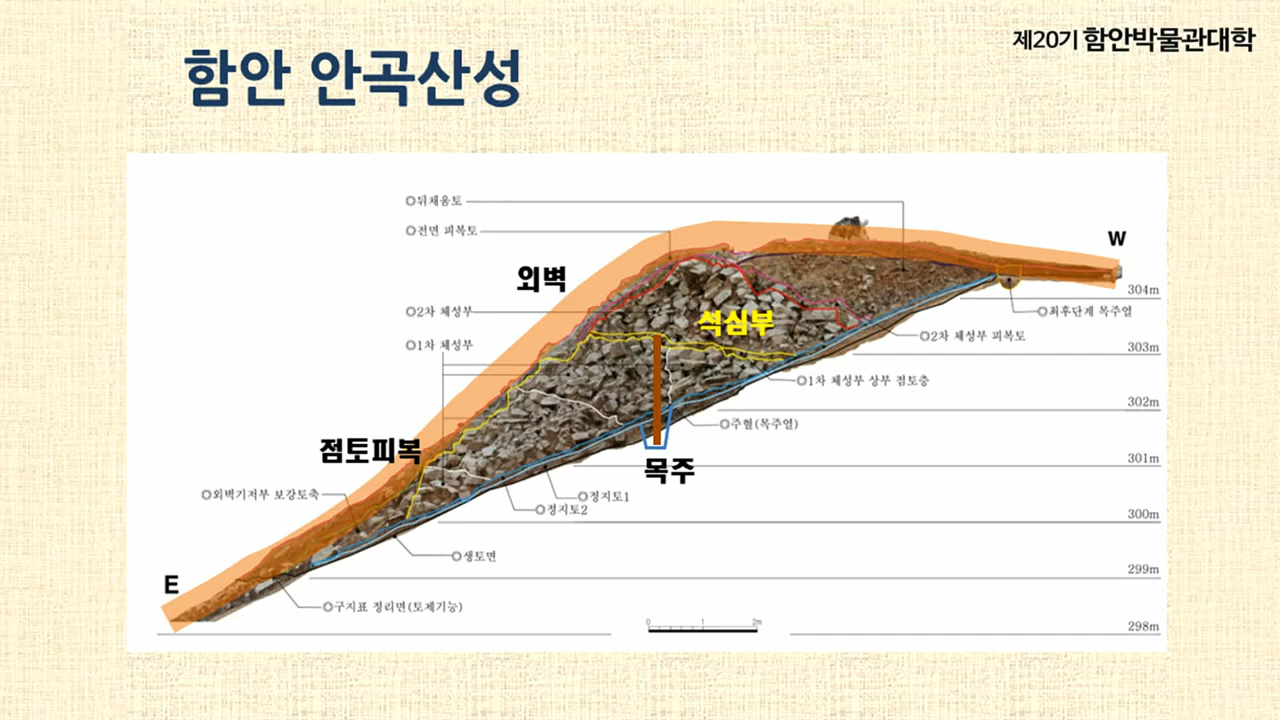 제20기 함안박물관대학
함안 안곡산성
◎뒤채움토
◎전면 피복토
W
외벽
304m
◎2차 체성부
◎최후단계 목주열
석심부
◎2차 체성부 피복토
◎1차 체성부
303m
◎1차 체성부 상부 점토층
302m
◎주혈(목주열)
점토피복
301m
목주
◎외벽기저부 보강토축
◎정지토1
◎정지토2
300m
◎생토면
299m
E
◎구지표 정리면(토제기능)
0 1 2m
298m